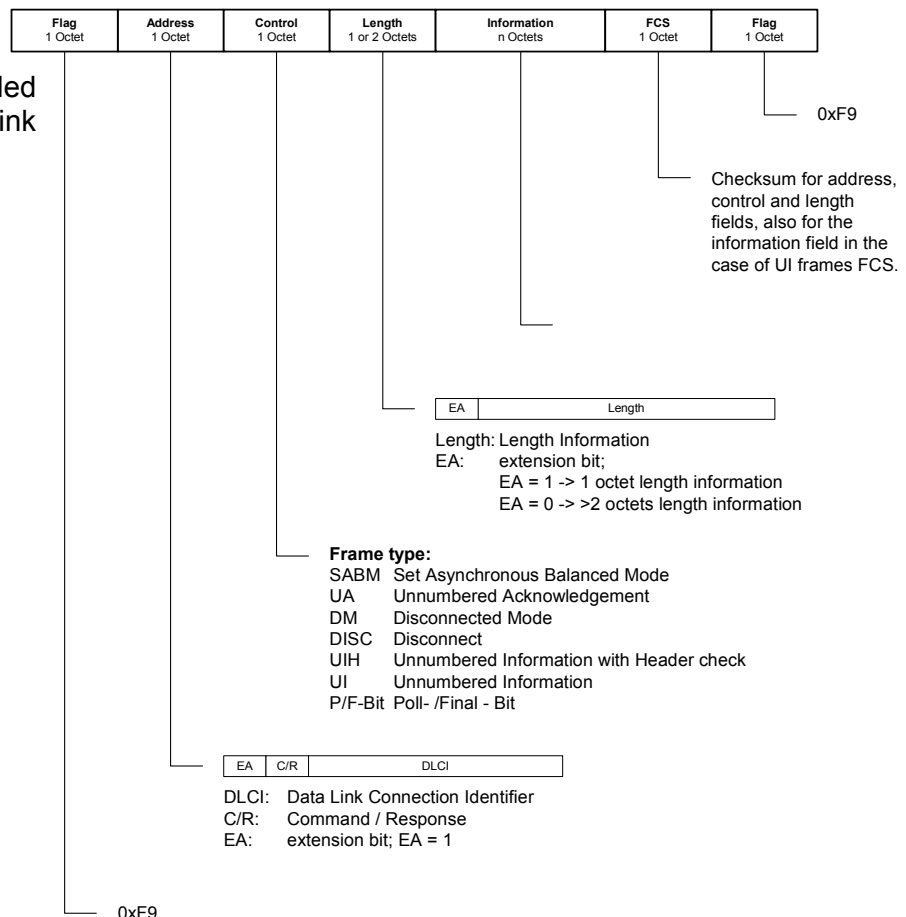 Flag Address Control Length Information FCS Flag
1 Octet 1 Octet 1 Octet 1 or 2 Octets n Octets 1 Octet 1 Octet
led
ink
0xF9
Checksum for address,
control and length
fields, also for the
information field in the
case of UI frames FCS.
EA Length
Length: Length Information
EA: extension bit;
EA = 1 -> 1 octet length information
EA = 0 -> >2 octets length information
Frame type:
SABM Set Asynchronous Balanced Mode
UA Unnumbered Acknowledgement
DM Disconnected Mode
DISC Disconnect
UIH Unnumbered Information with Header check
UI Unnumbered Information
P/F-Bit Poll- /Final - Bit
EA C/R DLCI
DLCI: Data Link Connection Identifier
C/R: Command / Response
EA: extension bit; EA = 1
0xF9